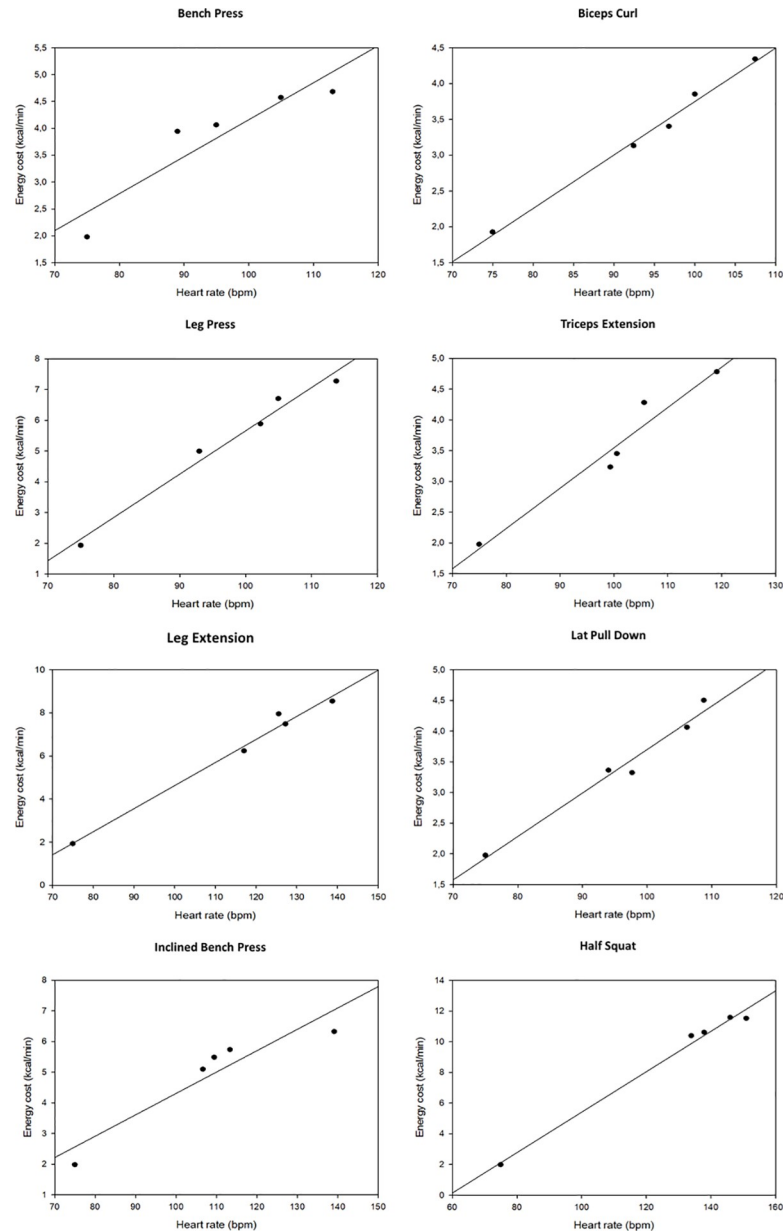 Bench Press
Energy cost (kcal/min)
5,5
5,0
4,5
4,0
3,5
3,0
2,5
2,0
1,5
70 80 90 100 110 120
Heart rate (bpm)
Biceps Curl
Energy cost (kcal/min)
4,5
4,0
3,5
3,0
2,5
2,0
1,5
70 75 80 85 90 95 100 105 110
Heart rate (bpm)
Leg Press
Energy cost (kcal/min)
8
7
6
5
4
3
2
1
70 80 90 100 110 120
Heart rate (bpm)
Triceps Extension
Energy cost (kcal/min)
5,0
4,5
4,0
3,5
3,0
2,5
2,0
1,5
70 80 90 100 110 120 130
Heart rate (bpm)
Leg Extension
Energy cost (kcal/min)
10
8
6
4
2
0
70 80 90 100 110 120 130 140 150
Heart rate (bpm)
Lat Pull Down
Energy cost (kcal/min)
5,0
4,5
4,0
3,5
3,0
2,5
2,0
1,5
70 80 90 100 110 120
Heart rate (bpm)
Inclined Bench Press
Energy cost (kcal/min)
8
7
6
5
4
3
2
1
70 80 90 100 110 120 130 140 150
Heart rate (bpm)
Half Squat
Energy cost (kcal/min)
14
12
10
8
6
4
2
0
60 80 100 120 140 160
Heart rate (bpm)